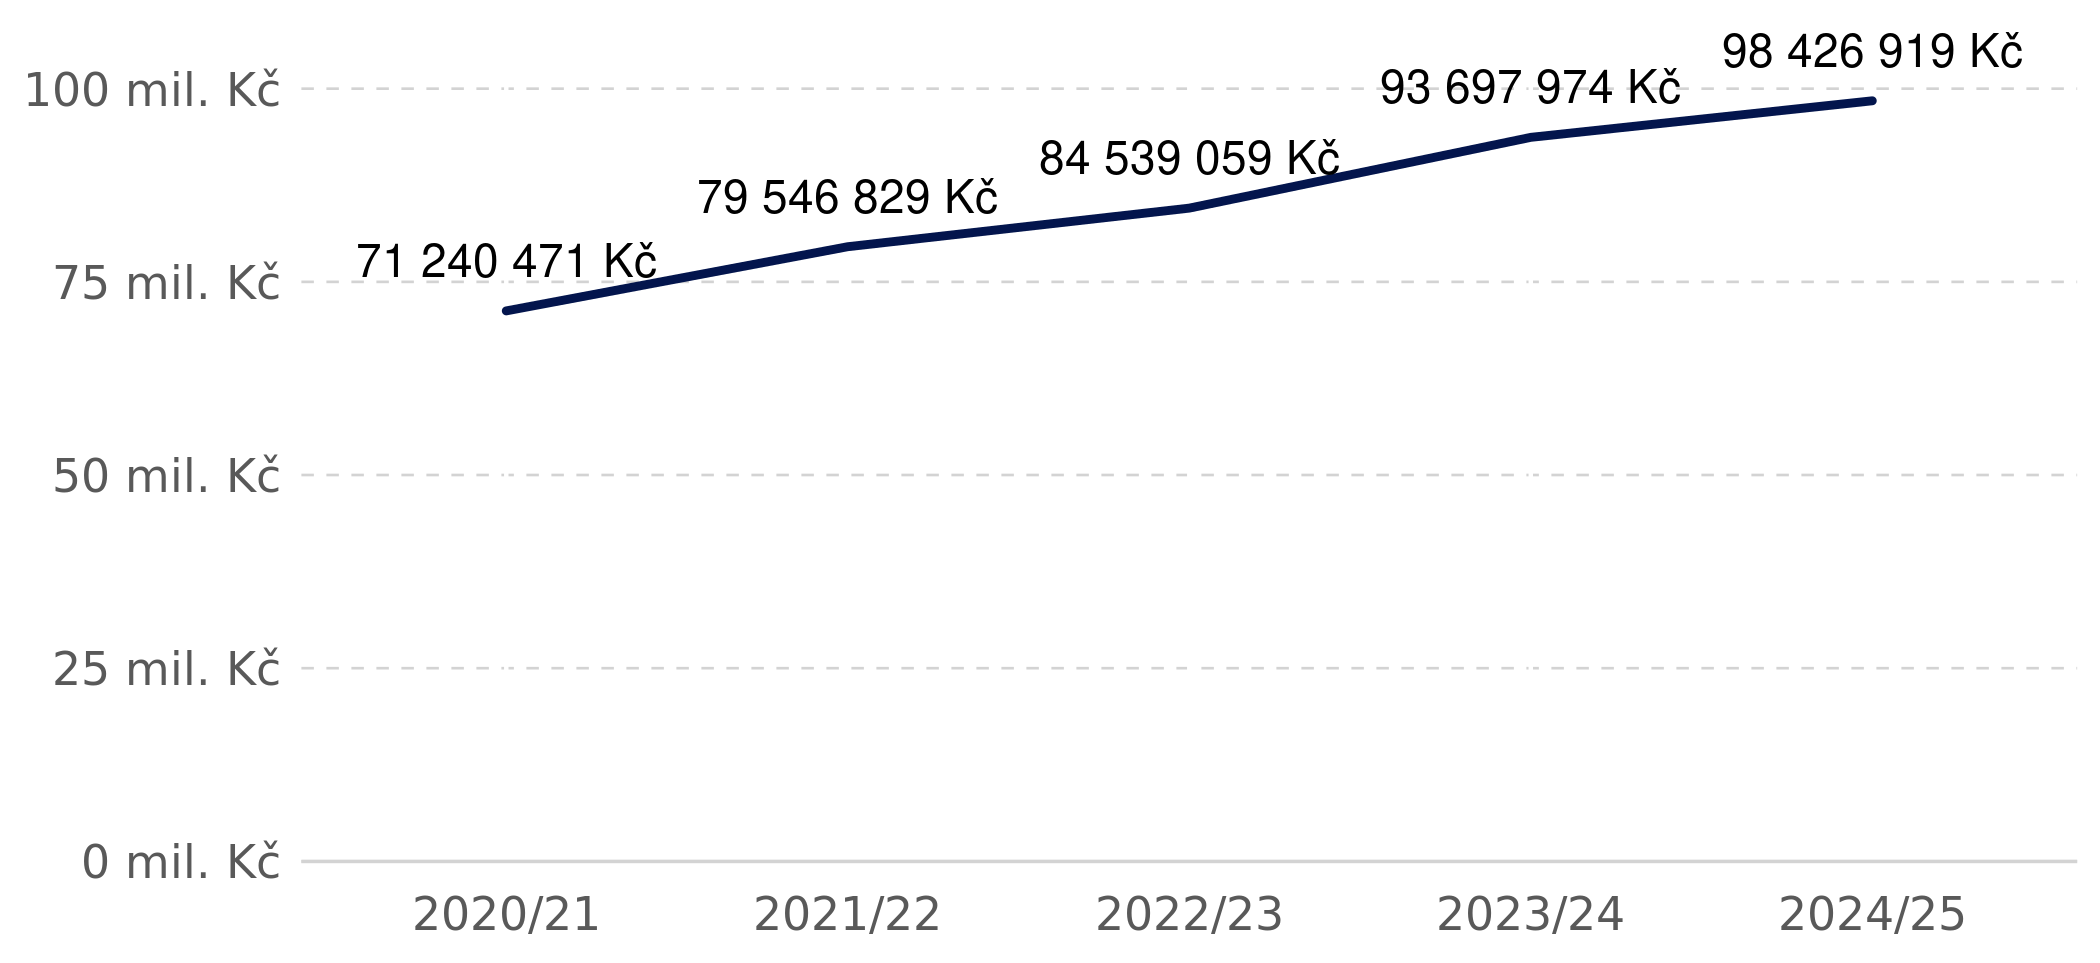 98 426 919 Kč
100 mil. Kč
93 697 974 Kč
84 539 059 Kč
79 546 829 Kč
71 240 471 Kč
75 mil. Kč
50 mil. Kč
25 mil. Kč
0 mil. Kč
2020/21 2021/22 2022/23 2023/24 2024/25